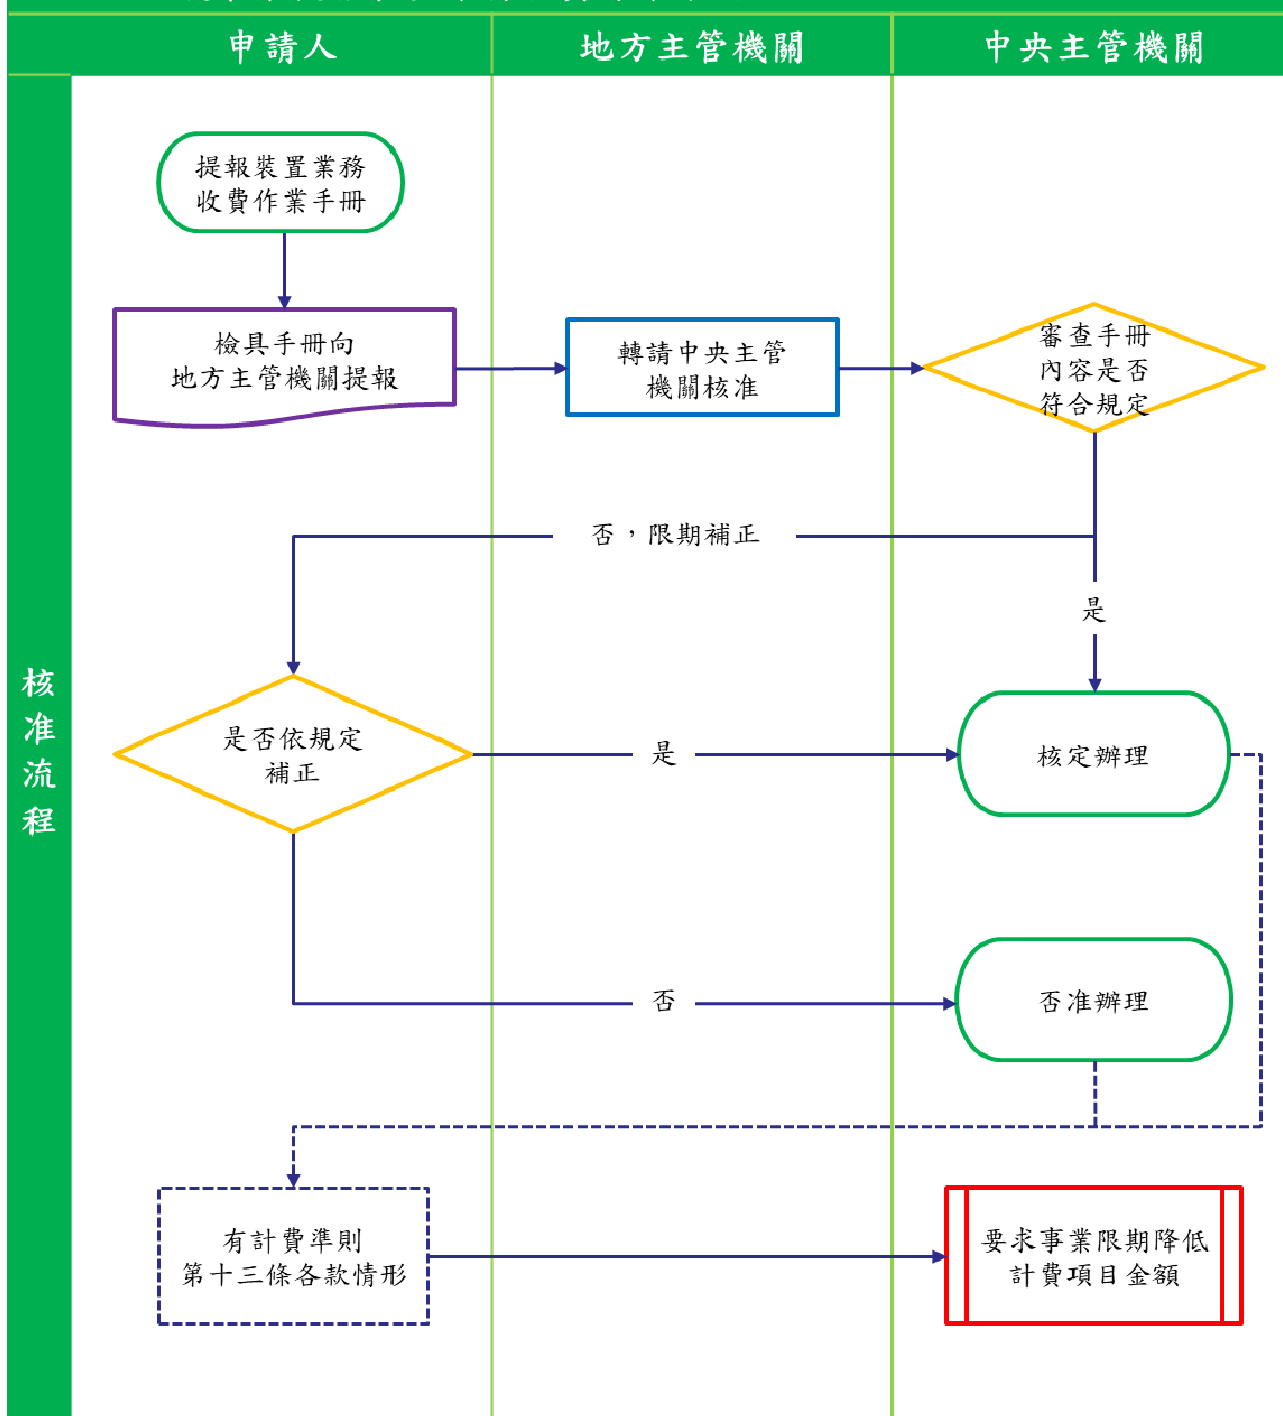 申請人
地方主管機關
中央主管機關
核准流程
提報裝置業務
收費作業手冊
檢具手冊向
地方主管機關提報
轉請中央主管
機關核准
審查手冊
內容是否
符合規定
否，限期補正
是
是否依規定
補正
是
核定辦理
否
否准辦理
有計費準則
第十三條各款情形
要求事業限期降低
計費項目金額